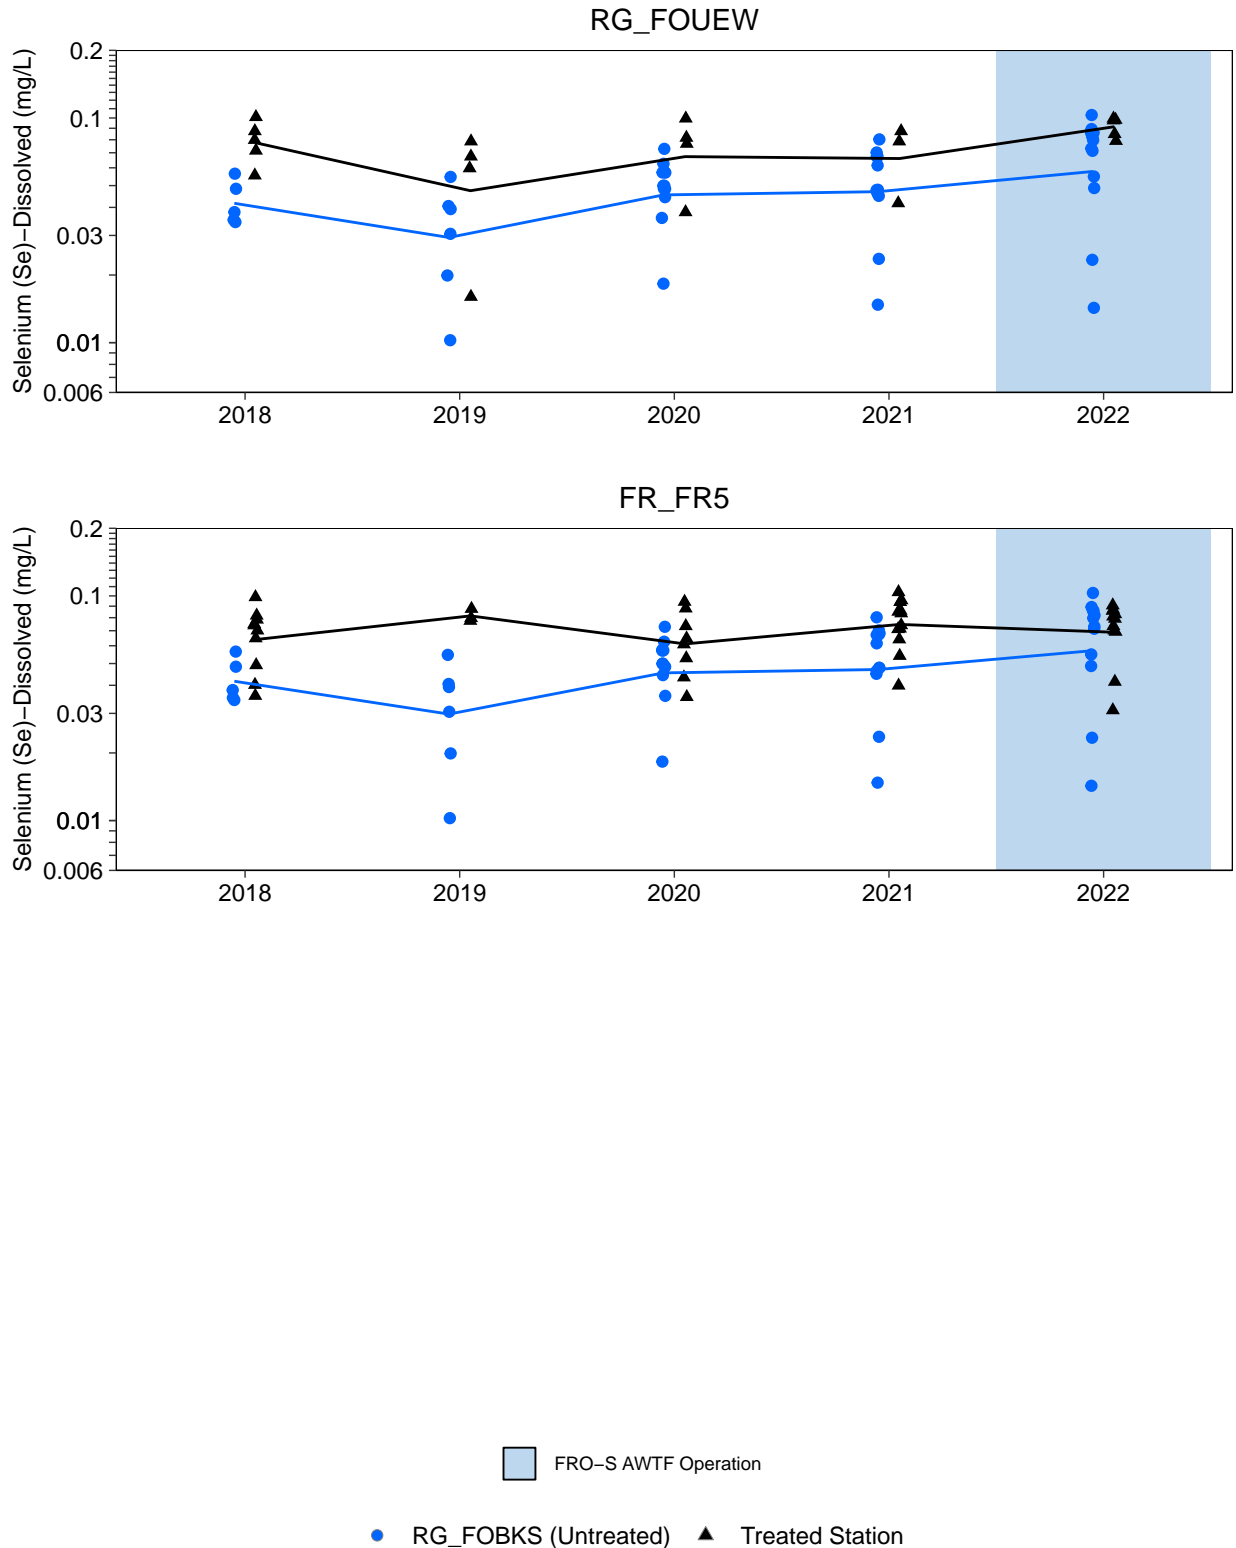 RG_FOUEW
Selenium (Se)−Dissolved (mg/L)
0.2
0.1
0.03
0.01
0.006
2018 2019 2020 2021 2022
FR_FR5
Selenium (Se)−Dissolved (mg/L)
0.2
0.1
0.03
0.01
0.006
2018 2019 2020 2021 2022
FRO−S AWTF Operation
RG_FOBKS (Untreated) Treated Station